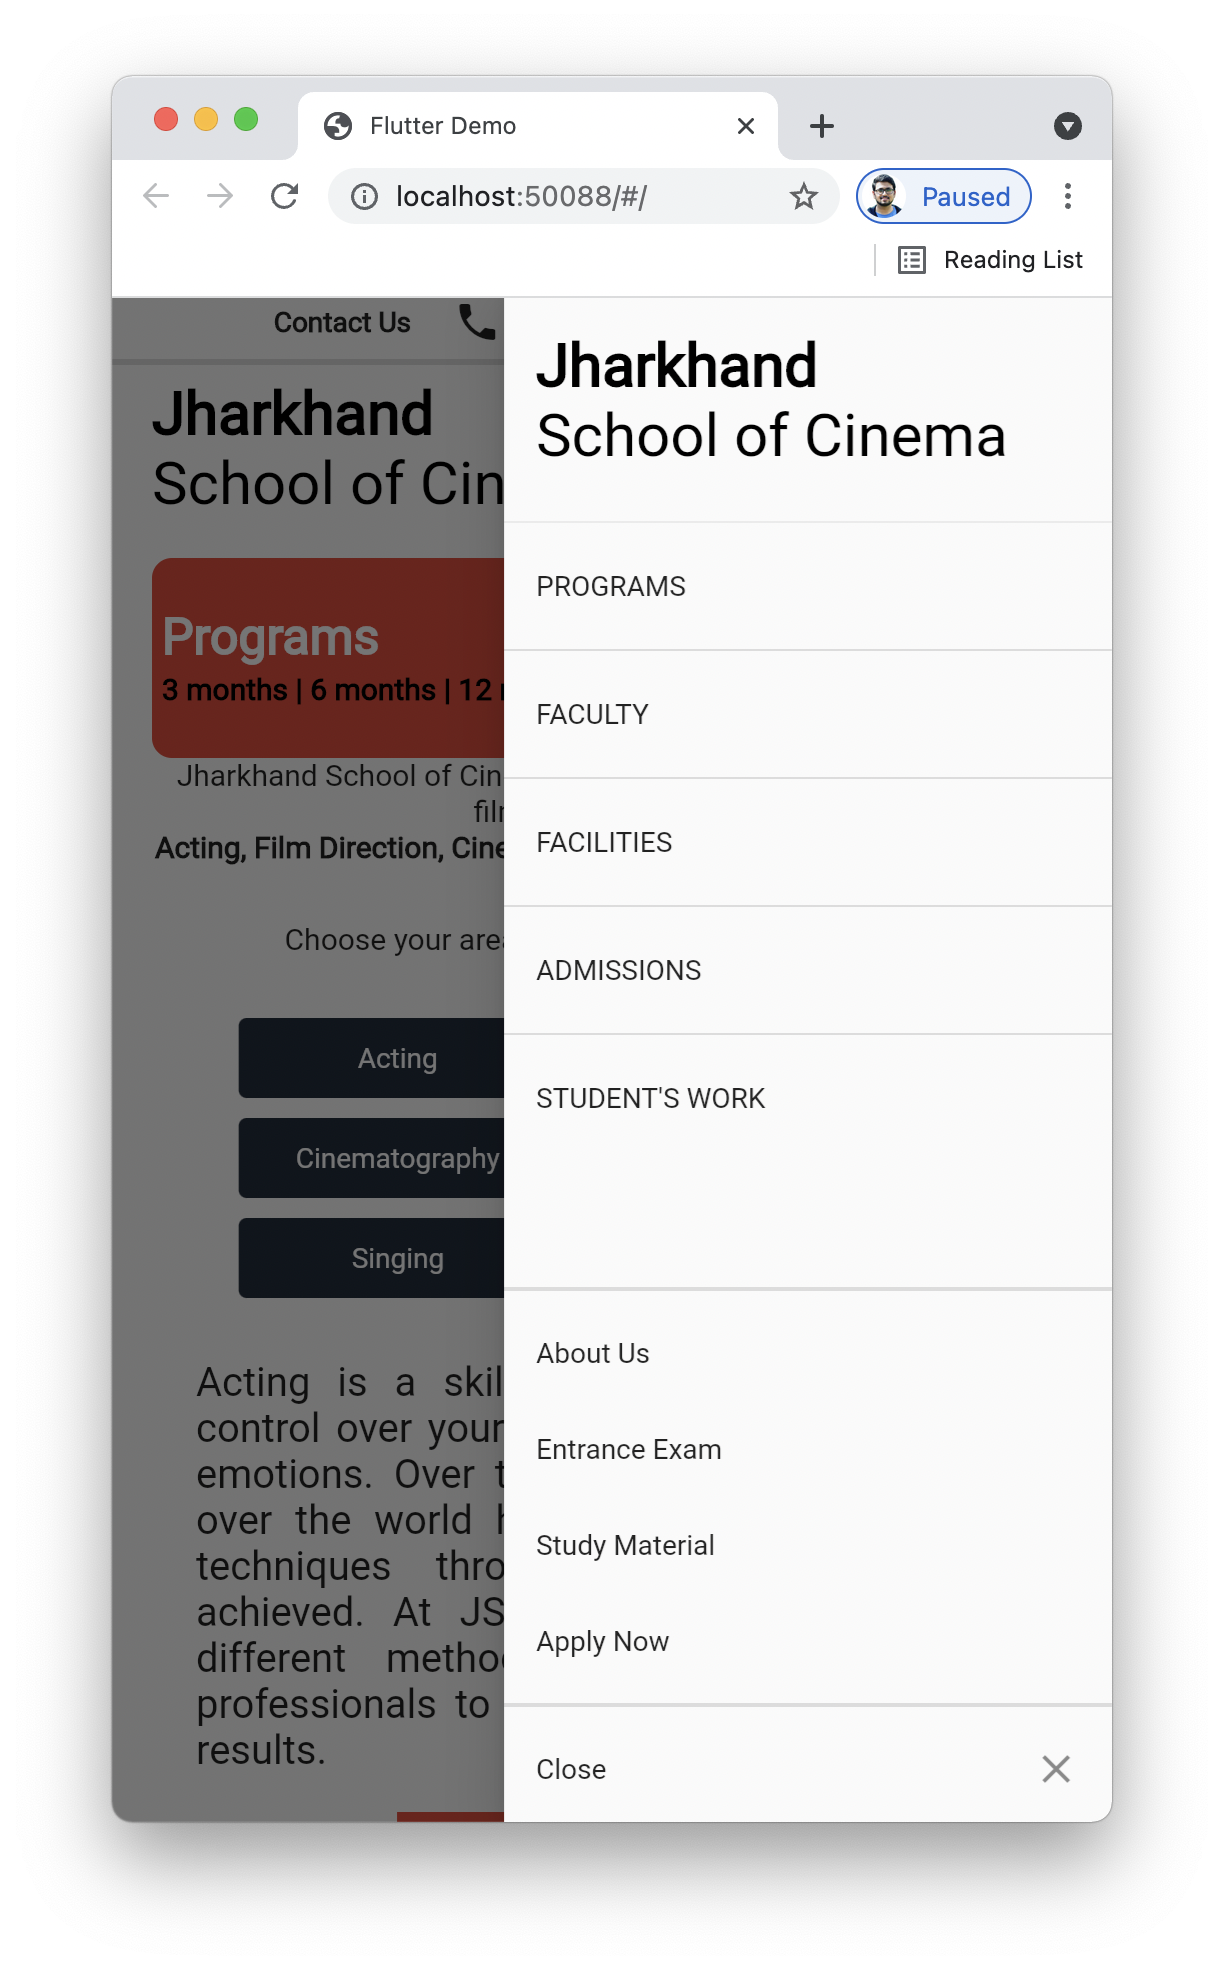 Flutter Demo
localhost:50088/#/
Paused
Reading List
Contact Us
Jharkhand
School of Cin
Programs
3 months | 6 months | 12
Jharkhand School of Cin
film
Acting, Film Direction, Cine
Choose your area
Acting
Cinematography
Singing
Acting is a skil
control over your
emotions. Over t
over the world h
techniques thro
achieved. At JS
different method
professionals to
results.
Jharkhand
School of Cinema
PROGRAMS
FACULTY
FACILITIES
ADMISSIONS
STUDENT'S WORK
About Us
Entrance Exam
Study Material
Apply Now
Close